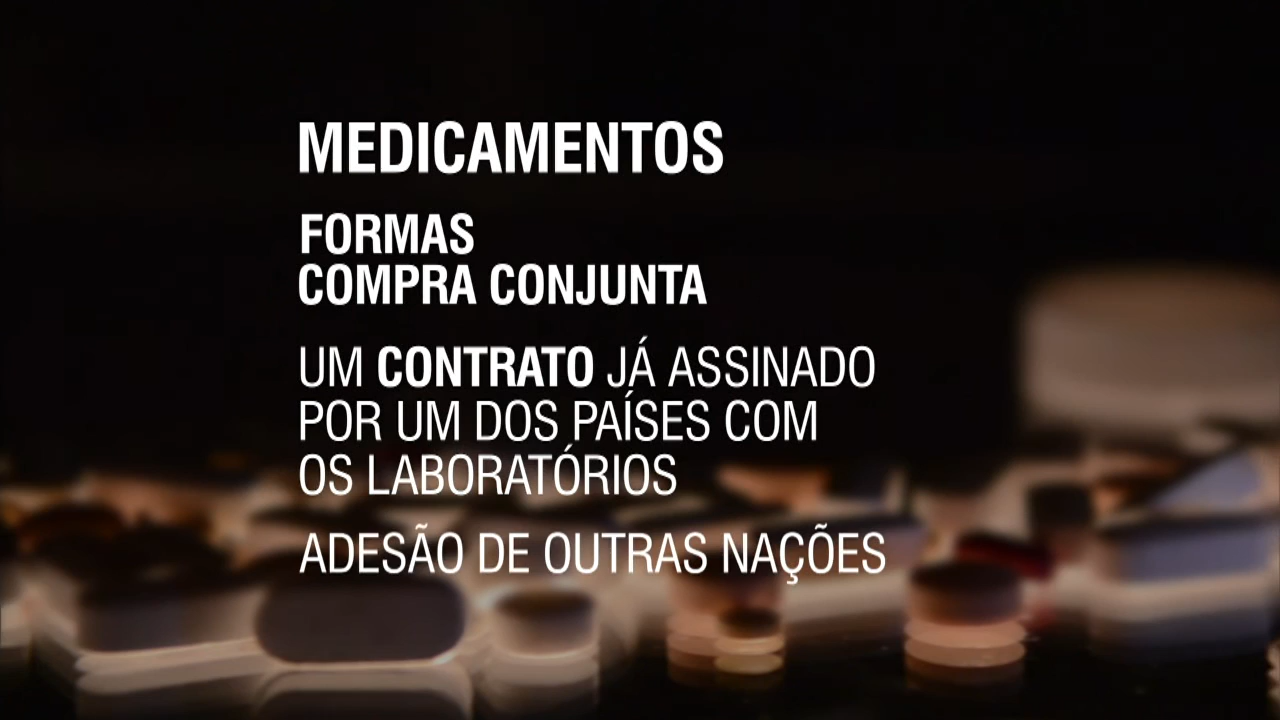 MEDICAMENTOS
FORMAS
COMPRA CONJUNTA
UM CONTRATO JÁ ASSINADO
POR UM DOS PAÍSES COM
OS LABORATÓRIOS
ADESÃO DE OUTRAS NAÇÕES